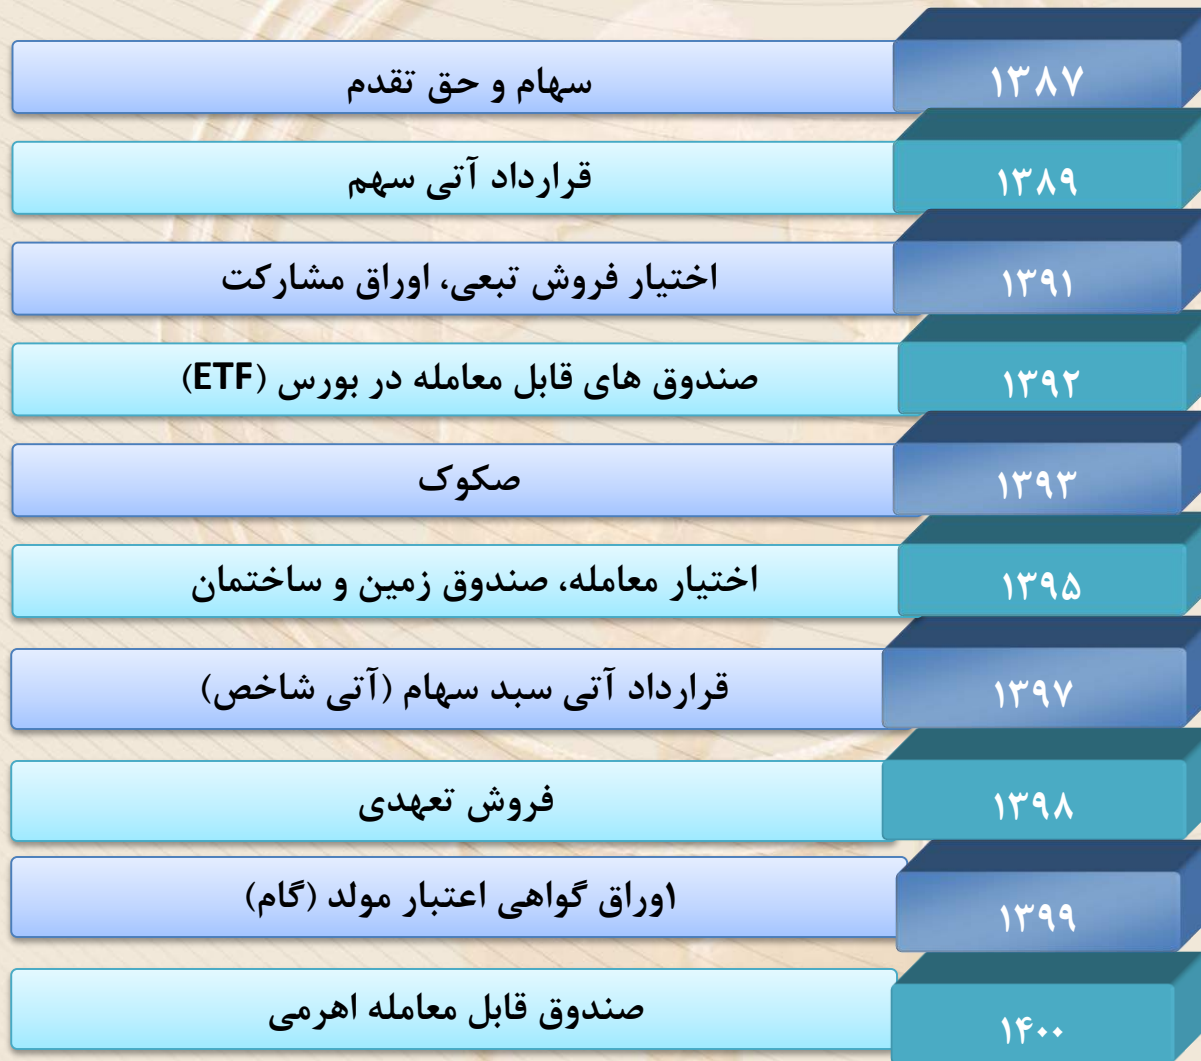 ۱۳۸۷ سهام و حق تقدم
۱۳۸۹ قرارداد آتی سهم
۱۳۹۱ اختیار فروش تبعی، اوراق مشارکت
۱۳۹۲ صندوق های قابل معامله در بورس (ETF)
۱۳۹۳ صکوک
۱۳۹۵ اختیار معامله، صندوق زمین و ساختمان
۱۳۹۷ قرارداد آتی سبد سهام (آتی شاخص)
۱۳۹۸ فروش تعهدی
۱۳۹۹ ۱وراق گواهی اعتبار مولد (گام)
۱۴۰۰ صندوق قابل معامله اهرمی